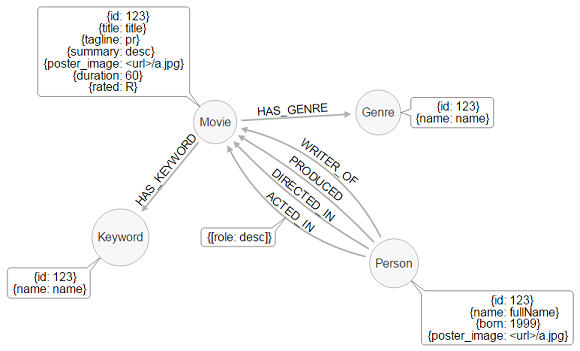 {id: 123}
{title: title}
{tagline: pr}
{summary: desc}
{poster_image: <url>/a.jpg}
{duration: 60}
{rated: R}
Movie
HAS_GENRE
Genre
{id: 123}
{name: name}
HAS_KEYWORD
WRITER_OF
PRODUCED
DIRECTED_IN
ACTED_IN
{[role: desc]}
Keyword
{id: 123}
{name: name}
Person
{id: 123}
{name: fullName}
{born: 1999}
{poster_image: <url>/a.jpg}